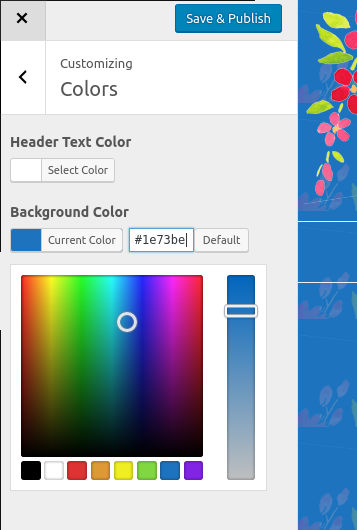 Save & Publish
Customizing
Colors
Header Text Color
Select Color
Background Color
Current Color #1e73be Default